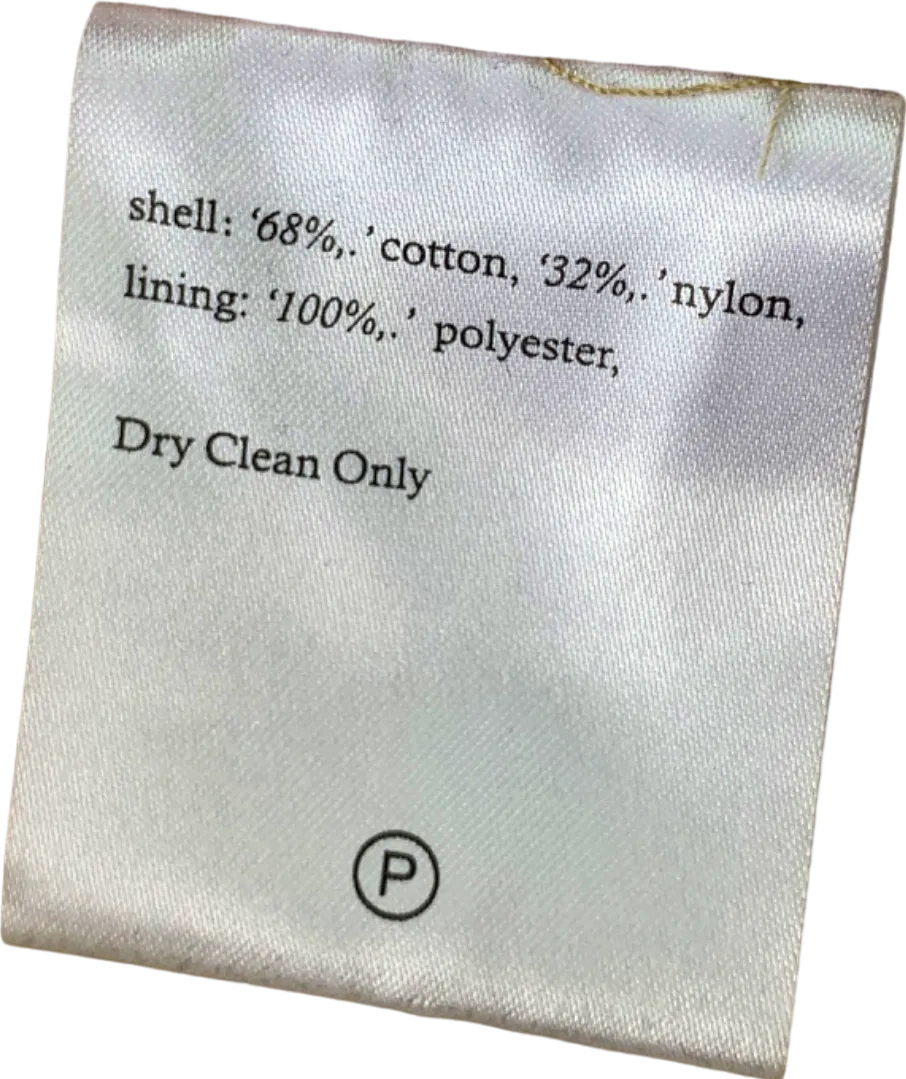 shell: ‘68%,.’ cotton, ‘32%,.’ nylon,
lining: ‘100%,.’ polyester,
Dry Clean Only
P